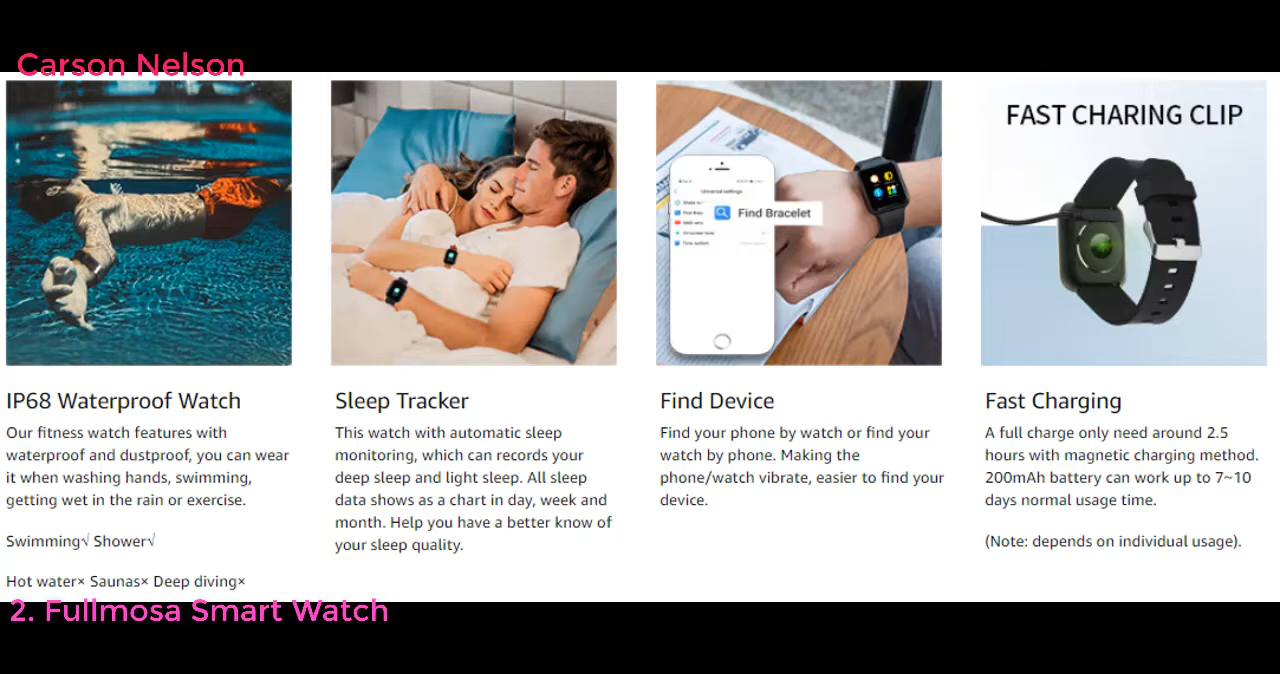 Carson Nelson
FAST CHARING CLIP
Universal settings
Find Bracelet
IP68 Waterproof Watch
Our fitness watch features with
waterproof and dustproof, you can wear
it when washing hands, swimming,
getting wet in the rain or exercise.
Swimming√ Shower√
Hot water× Saunas× Deep diving×
Sleep Tracker
This watch with automatic sleep
monitoring, which can records your
deep sleep and light sleep. All sleep
data shows as a chart in day, week and
month. Help you have a better know of
your sleep quality.
Find Device
Find your phone by watch or find your
watch by phone. Making the
phone/watch vibrate, easier to find your
device.
Fast Charging
A full charge only need around 2.5
hours with magnetic charging method.
200mAh battery can work up to 7~10
days normal usage time.
(Note: depends on individual usage).
2. Fullmosa Smart Watch